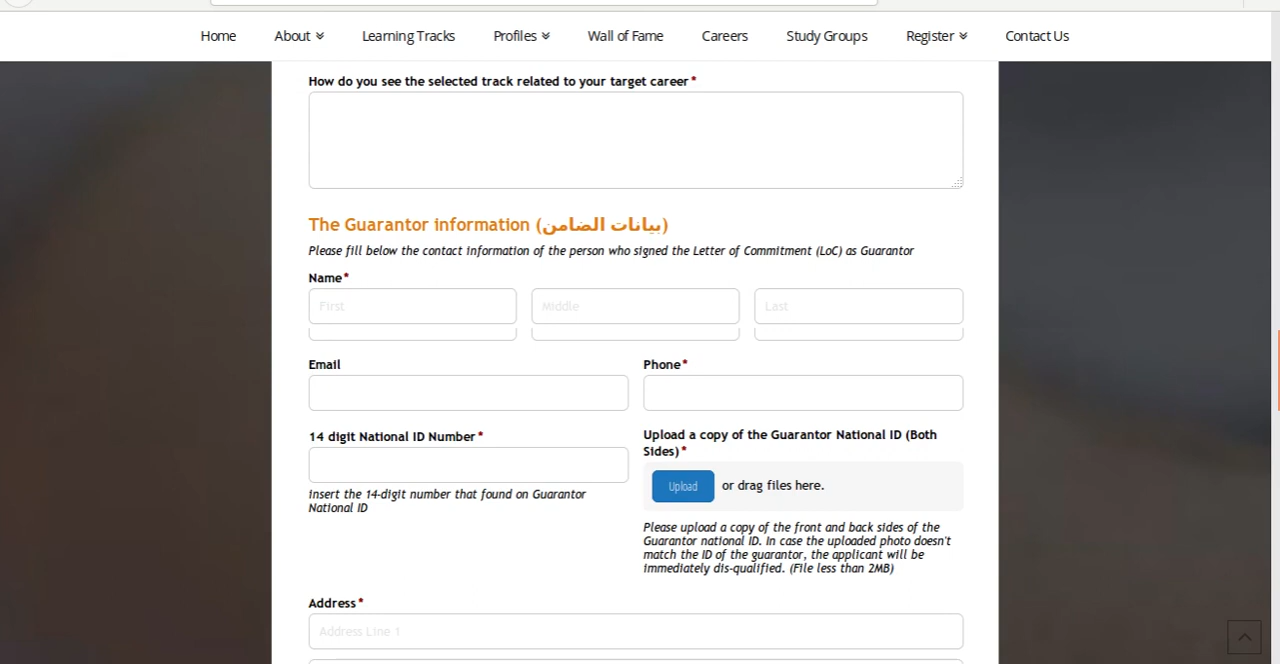 Home About Learning Tracks Profiles Wall of Fame Careers Study Groups Register Contact Us
How do you see the selected track related to your target career *
The Guarantor information (بيانات الضامن)
Please fill below the contact information of the person who signed the Letter of Commitment (LoC) as Guarantor
Name *
First Middle Last
Email Phone *
14 digit National ID Number *
Insert the 14-digit number that found on Guarantor
National ID
Upload a copy of the Guarantor National ID (Both
Sides) *
Upload or drag files here.
Please upload a copy of the front and back sides of the
Guarantor national ID. In case the uploaded photo doesn't
match the ID of the guarantor, the applicant will be
immediately dis-qualified. (File less than 2MB)
Address *
Address Line 1